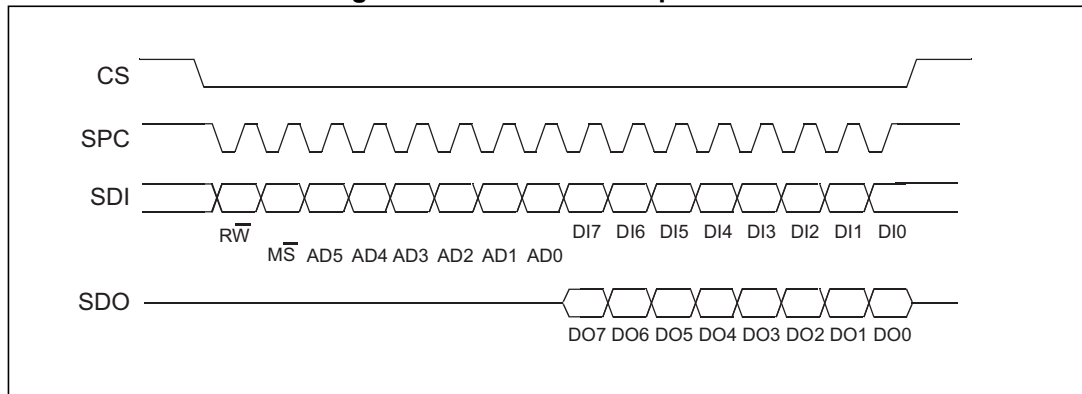 CS
SPC
SDI
RW̅
DI7 DI6 DI5 DI4 DI3 DI2 DI1 DI0
MS̅ AD5 AD4 AD3 AD2 AD1 AD0
SDO
DO7 DO6 DO5 DO4 DO3 DO2 DO1 DO0